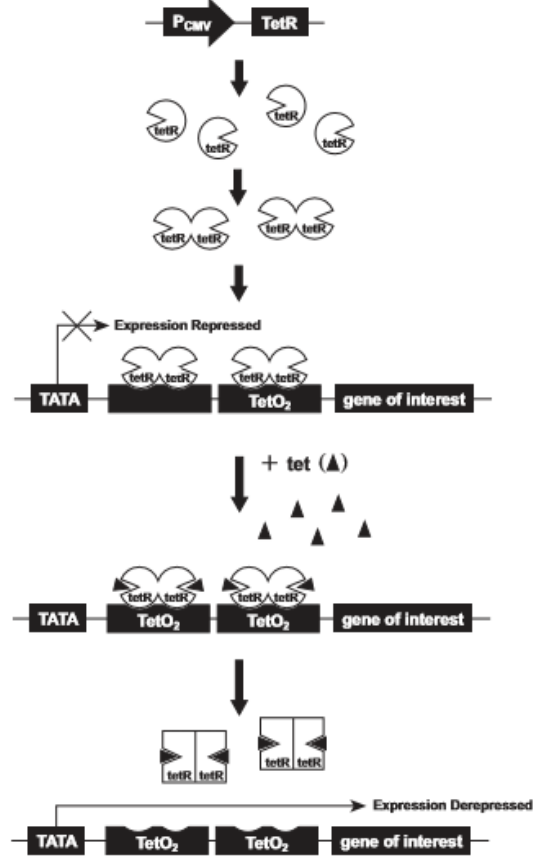 PCMV TetR
tetR tetR tetR tetR
tetR tetR tetR tetR
Expression Repressed
tetR tetR tetR tetR
TATA TetO2 gene of interest
+ tet (▲)
tetR tetR tetR tetR
TATA TetO2 TetO2 gene of interest
tetR tetR tetR tetR
Expression Derepressed
TATA TetO2 TetO2 gene of interest